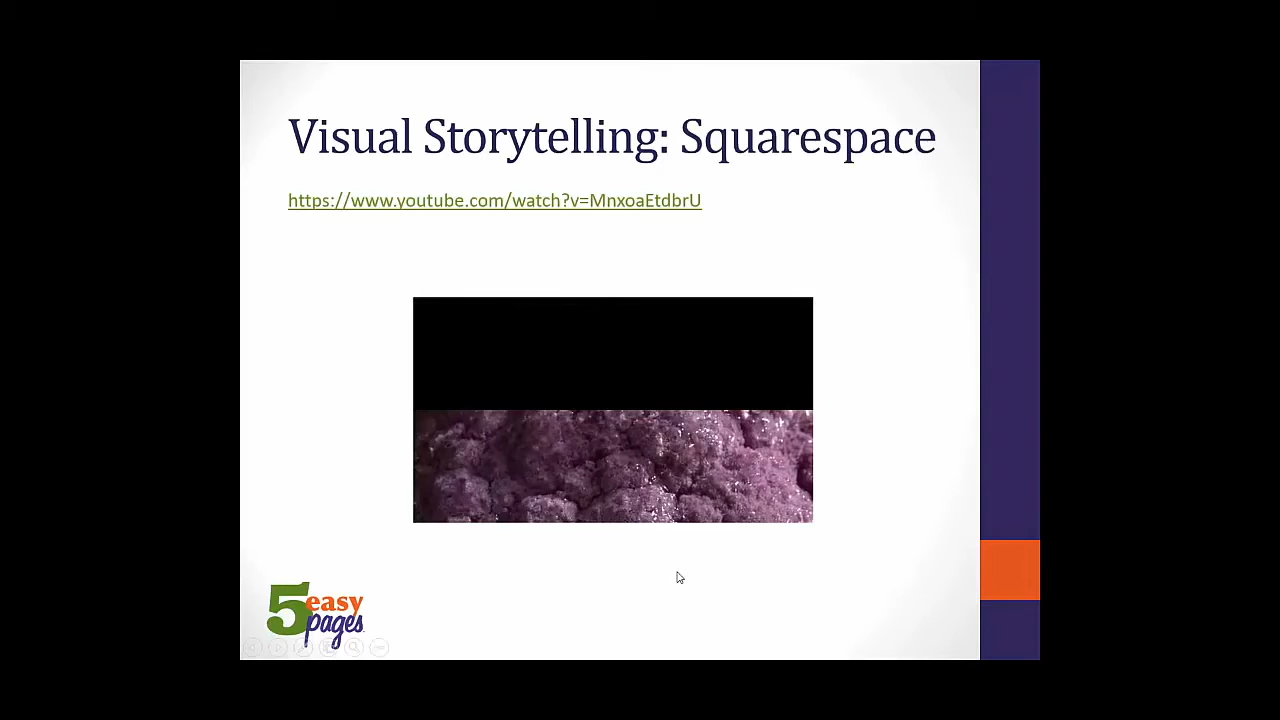 Visual Storytelling: Squarespace
https://www.youtube.com/watch?v=MnxoaEtdbrU
5 easy
pages